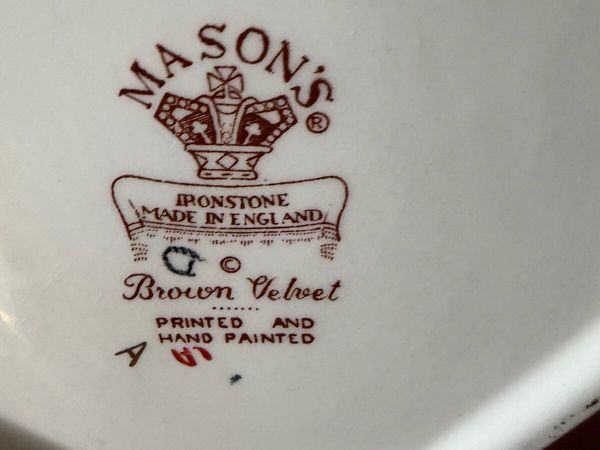 MASON'S ®
IRONSTONE
MADE IN ENGLAND
©
Brown Velvet
PRINTED AND
HAND PAINTED
A